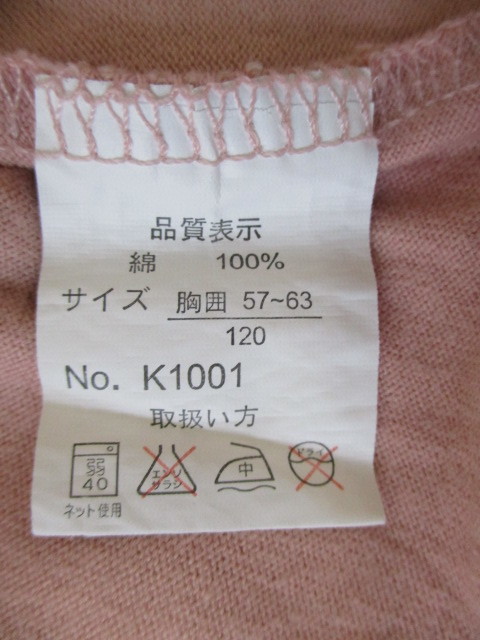 品質表示
綿 100%
サイズ 胸囲 57~63
120
No. K1001
取扱い方
40 エンソ サラシ 中 ドライ
ネット使用